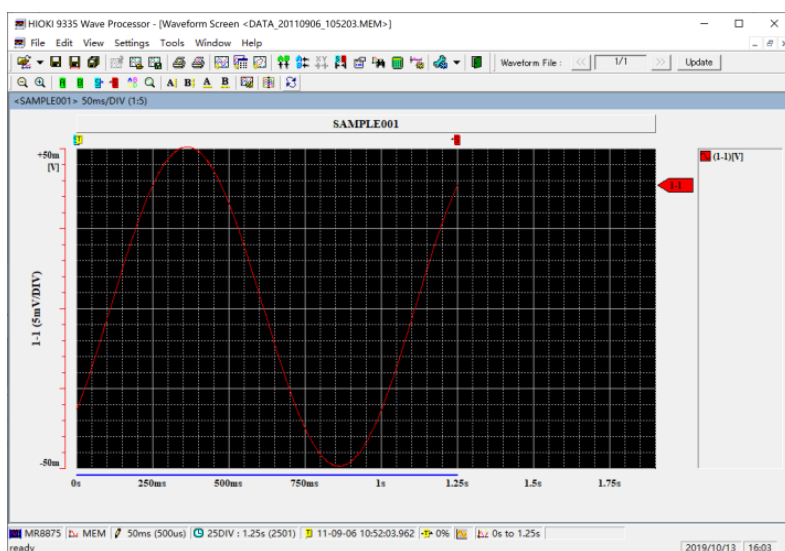 HIOKI 9335 Wave Processor - [Waveform Screen <DATA_20110906_105203.MEM>]
File Edit View Settings Tools Window Help
Waveform File : << 1/1 >> Update
A B A B
<SAMPLE001> 50ms/DIV (1:5)
SAMPLE001
+50m
[V]
(1-1)[V]
1-1
1-1 (5mV/DIV)
-50m
0s 250ms 500ms 750ms 1s 1.25s 1.5s 1.75s
MR8875 MEM 50ms (500us) 25DIV : 1.25s (2501) 11-09-06 10:52:03.962 0% 0s to 1.25s
ready 2019/10/13 16:03